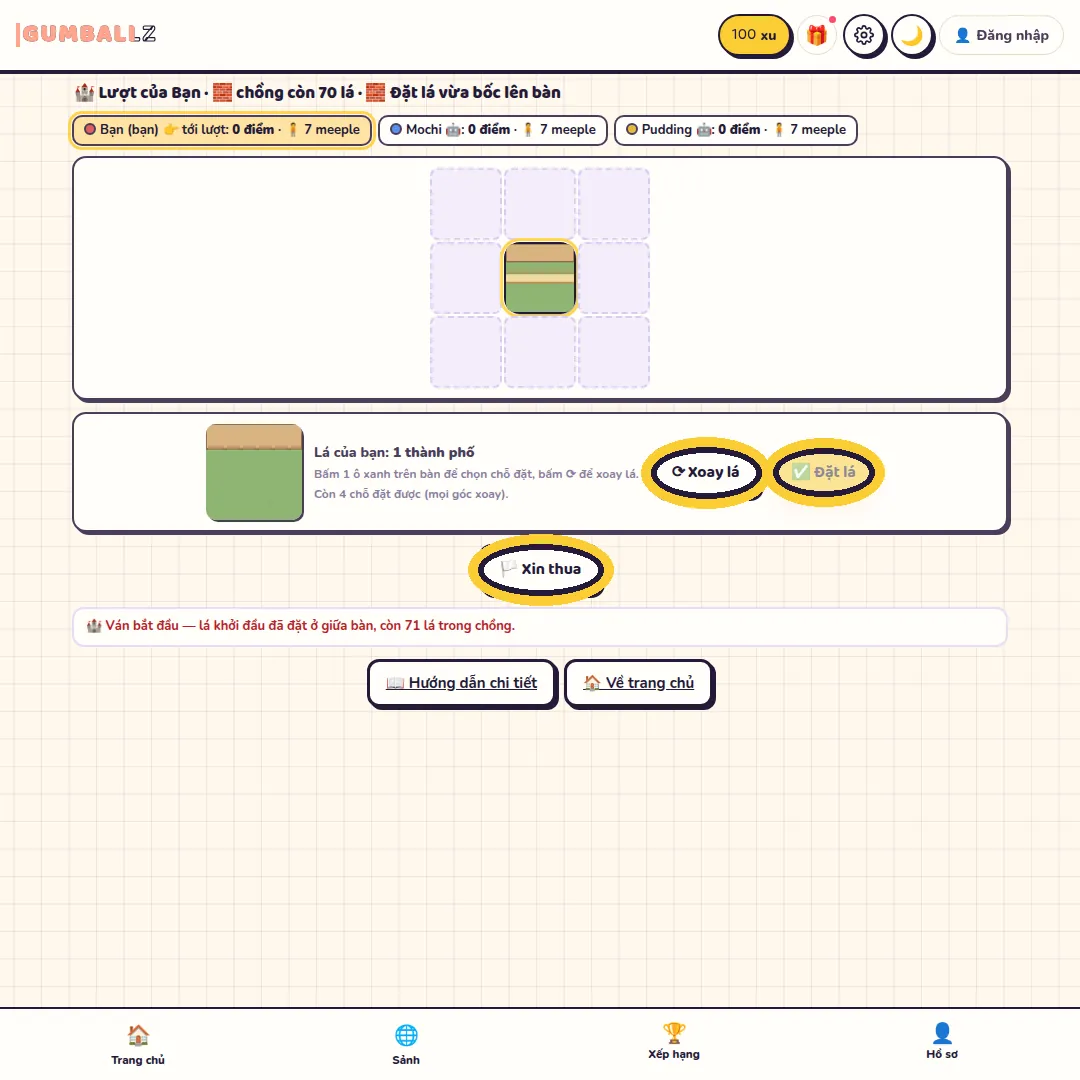 GUMBALLZ
100 xu
Đăng nhập
Lượt của Bạn · chồng còn 70 lá · Đặt lá vừa bốc lên bàn
Bạn (bạn) tới lượt: 0 điểm · 7 meeple
Mochi : 0 điểm · 7 meeple
Pudding : 0 điểm · 7 meeple
Lá của bạn: 1 thành phố
Bấm 1 ô xanh trên bàn để chọn chỗ đặt, bấm ⟳ để xoay lá.
Còn 4 chỗ đặt được (mọi góc xoay).
⟳ Xoay lá
✅ Đặt lá
Xin thua
Ván bắt đầu — lá khởi đầu đã đặt ở giữa bàn, còn 71 lá trong chồng.
Hướng dẫn chi tiết
Về trang chủ
Trang chủ
Sảnh
Xếp hạng
Hồ sơ